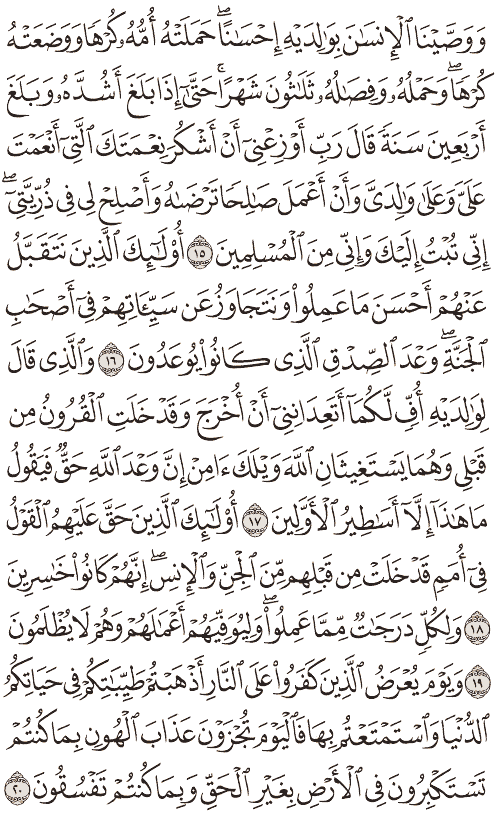 وَوَصَّيْنَا ٱلْإِنسَٰنَ بِوَٰلِدَيْهِ إِحْسَٰنًا ۖ حَمَلَتْهُ أُمُّهُۥ كُرْهًا وَوَضَعَتْهُ
كُرْهًا ۖ وَحَمْلُهُۥ وَفِصَٰلُهُۥ ثَلَٰثُونَ شَهْرًا ۚ حَتَّىٰٓ إِذَا بَلَغَ أَشُدَّهُۥ وَبَلَغَ
أَرْبَعِينَ سَنَةً قَالَ رَبِّ أَوْزِعْنِىٓ أَنْ أَشْكُرَ نِعْمَتَكَ ٱلَّتِىٓ أَنْعَمْتَ
عَلَىَّ وَعَلَىٰ وَٰلِدَىَّ وَأَنْ أَعْمَلَ صَٰلِحًا تَرْضَىٰهُ وَأَصْلِحْ لِى فِى ذُرِّيَّتِىٓ ۖ
إِنِّى تُبْتُ إِلَيْكَ وَإِنِّى مِنَ ٱلْمُسْلِمِينَ ١٥ أُو۟لَٰٓئِكَ ٱلَّذِينَ نَتَقَبَّلُ
عَنْهُمْ أَحْسَنَ مَا عَمِلُوا۟ وَنَتَجَاوَزُ عَن سَيِّـَٔاتِهِمْ فِىٓ أَصْحَٰبِ
ٱلْجَنَّةِ ۖ وَعْدَ ٱلصِّدْقِ ٱلَّذِى كَانُوا۟ يُوعَدُونَ ١٦ وَٱلَّذِى قَالَ
لِوَٰلِدَيْهِ أُفٍّ لَّكُمَآ أَتَعِدَانِنِىٓ أَنْ أُخْرَجَ وَقَدْ خَلَتِ ٱلْقُرُونُ مِن
قَبْلِى وَهُمَا يَسْتَغِيثَانِ ٱللَّهَ وَيْلَكَ ءَامِنْ إِنَّ وَعْدَ ٱللَّهِ حَقٌّ فَيَقُولُ
مَا هَٰذَآ إِلَّآ أَسَٰطِيرُ ٱلْأَوَّلِينَ ١٧ أُو۟لَٰٓئِكَ ٱلَّذِينَ حَقَّ عَلَيْهِمُ ٱلْقَوْلُ
فِىٓ أُمَمٍ قَدْ خَلَتْ مِن قَبْلِهِم مِّنَ ٱلْجِنِّ وَٱلْإِنسِ ۖ إِنَّهُمْ كَانُوا۟ خَٰسِرِينَ
١٨ وَلِكُلٍّ دَرَجَٰتٌ مِّمَّا عَمِلُوا۟ ۖ وَلِيُوَفِّيَهُمْ أَعْمَٰلَهُمْ وَهُمْ لَا يُظْلَمُونَ
١٩ وَيَوْمَ يُعْرَضُ ٱلَّذِينَ كَفَرُوا۟ عَلَى ٱلنَّارِ أَذْهَبْتُمْ طَيِّبَٰتِكُمْ فِى حَيَاتِكُمُ
ٱلدُّنْيَا وَٱسْتَمْتَعْتُم بِهَا فَٱلْيَوْمَ تُجْزَوْنَ عَذَابَ ٱلْهُونِ بِمَا كُنتُمْ
تَسْتَكْبِرُونَ فِى ٱلْأَرْضِ بِغَيْرِ ٱلْحَقِّ وَبِمَا كُنتُمْ تَفْسُقُونَ ٢٠